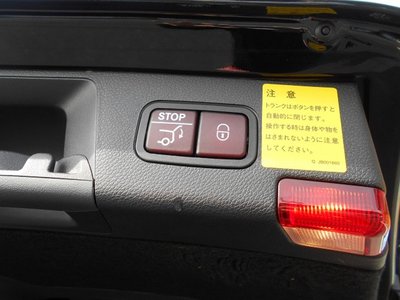 STOP
注意
トランクはボタンを押すと
自動的に閉じます。
操作する時は身体や物を
はさまれないように注意
してください。